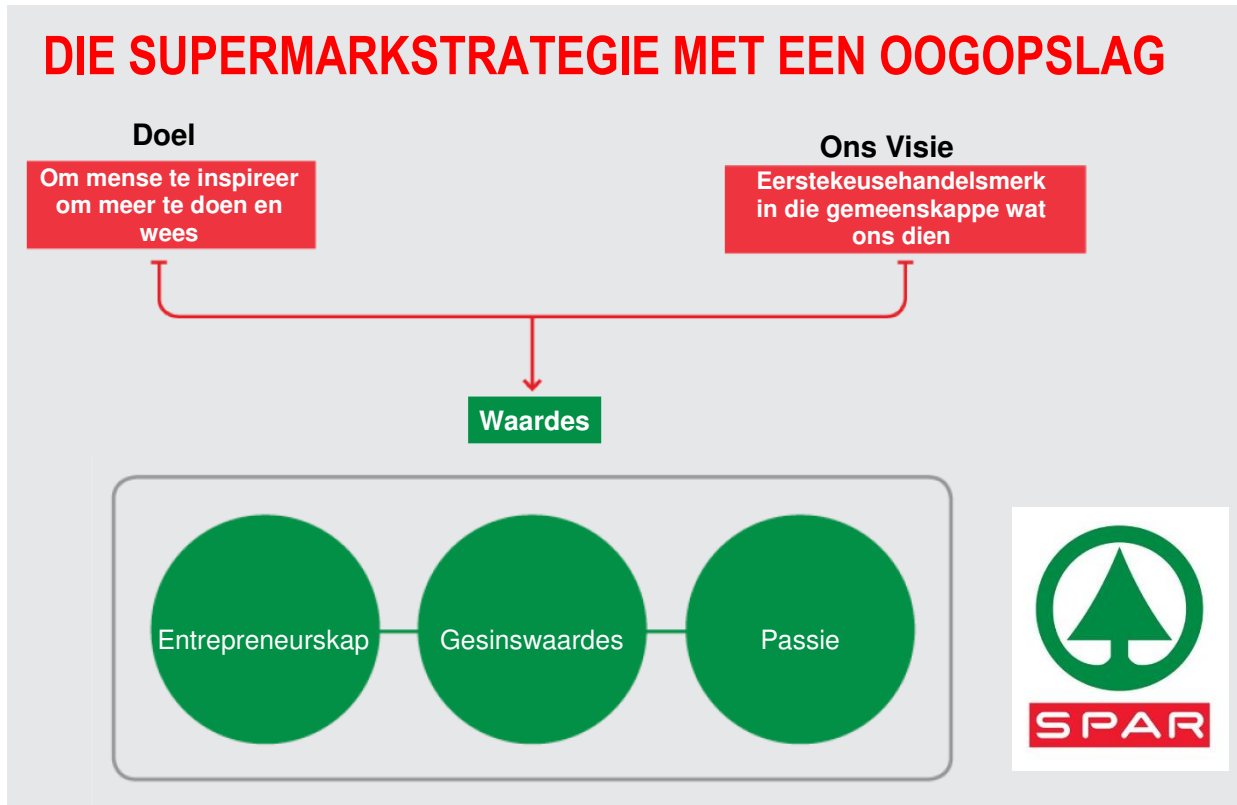 DIE SUPERMARKSTRATEGIE MET EEN OOGOPSLAG
Doel
Om mense te inspireer
om meer te doen en
wees
Ons Visie
Eerstekeusehandelsmerk
in die gemeenskappe wat
ons dien
Waardes
Entrepreneurskap
Gesinswaardes
Passie
SPAR